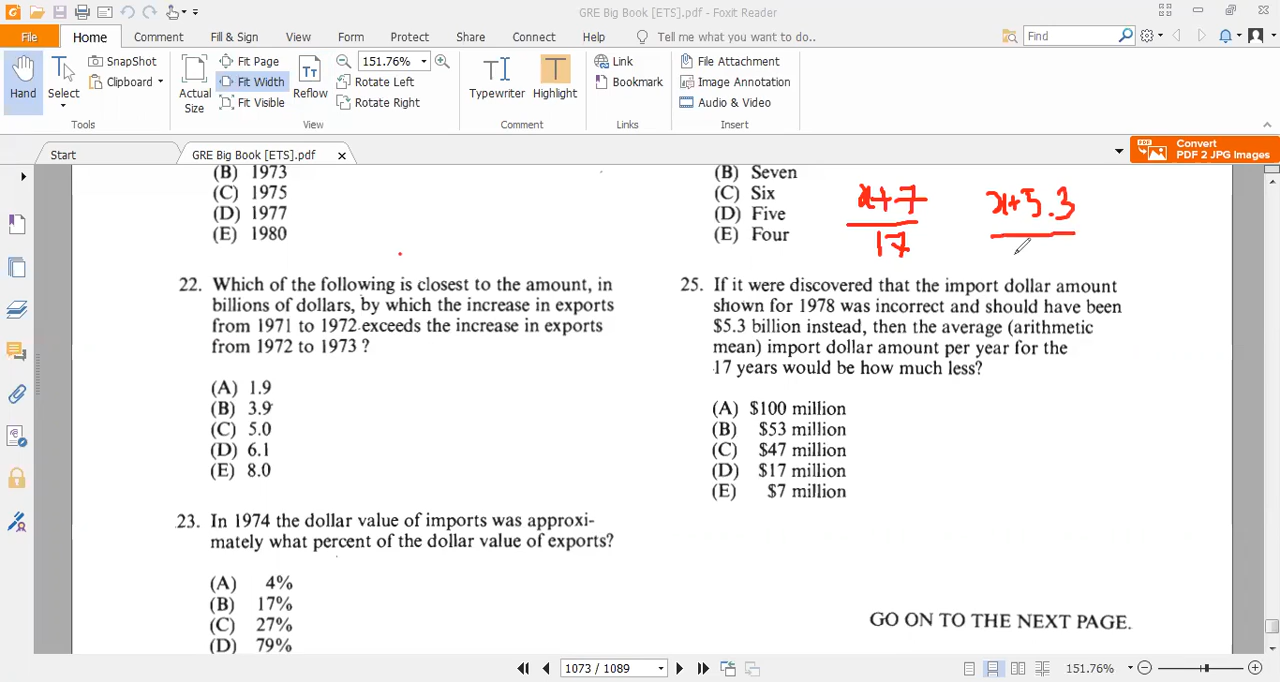 GRE Big Book [ETS].pdf - Foxit Reader
File Home Comment Fill & Sign View Form Protect Share Connect Help Tell me what you want to do.. Find
Hand
Select
SnapShot
Clipboard
Actual Size
Fit Page
Fit Width
Fit Visible
Reflow
151.76%
Rotate Left
Rotate Right
Typewriter
Highlight
Link
Bookmark
File Attachment
Image Annotation
Audio & Video
Tools View Comment Links Insert
Start GRE Big Book [ETS].pdf
Convert
PDF 2 JPG Images
(B) 1973
(C) 1975
(D) 1977
(E) 1980
22. Which of the following is closest to the amount, in
billions of dollars, by which the increase in exports
from 1971 to 1972 exceeds the increase in exports
from 1972 to 1973 ?
(A) 1.9
(B) 3.9
(C) 5.0
(D) 6.1
(E) 8.0
23. In 1974 the dollar value of imports was approxi-
mately what percent of the dollar value of exports?
(A) 4%
(B) 17%
(C) 27%
(D) 79%
(B) Seven
(C) Six
(D) Five
(E) Four
x+7
17
x+5.3
25. If it were discovered that the import dollar amount
shown for 1978 was incorrect and should have been
$5.3 billion instead, then the average (arithmetic
mean) import dollar amount per year for the
17 years would be how much less?
(A) $100 million
(B) $53 million
(C) $47 million
(D) $17 million
(E) $7 million
GO ON TO THE NEXT PAGE.
1073 / 1089
151.76%